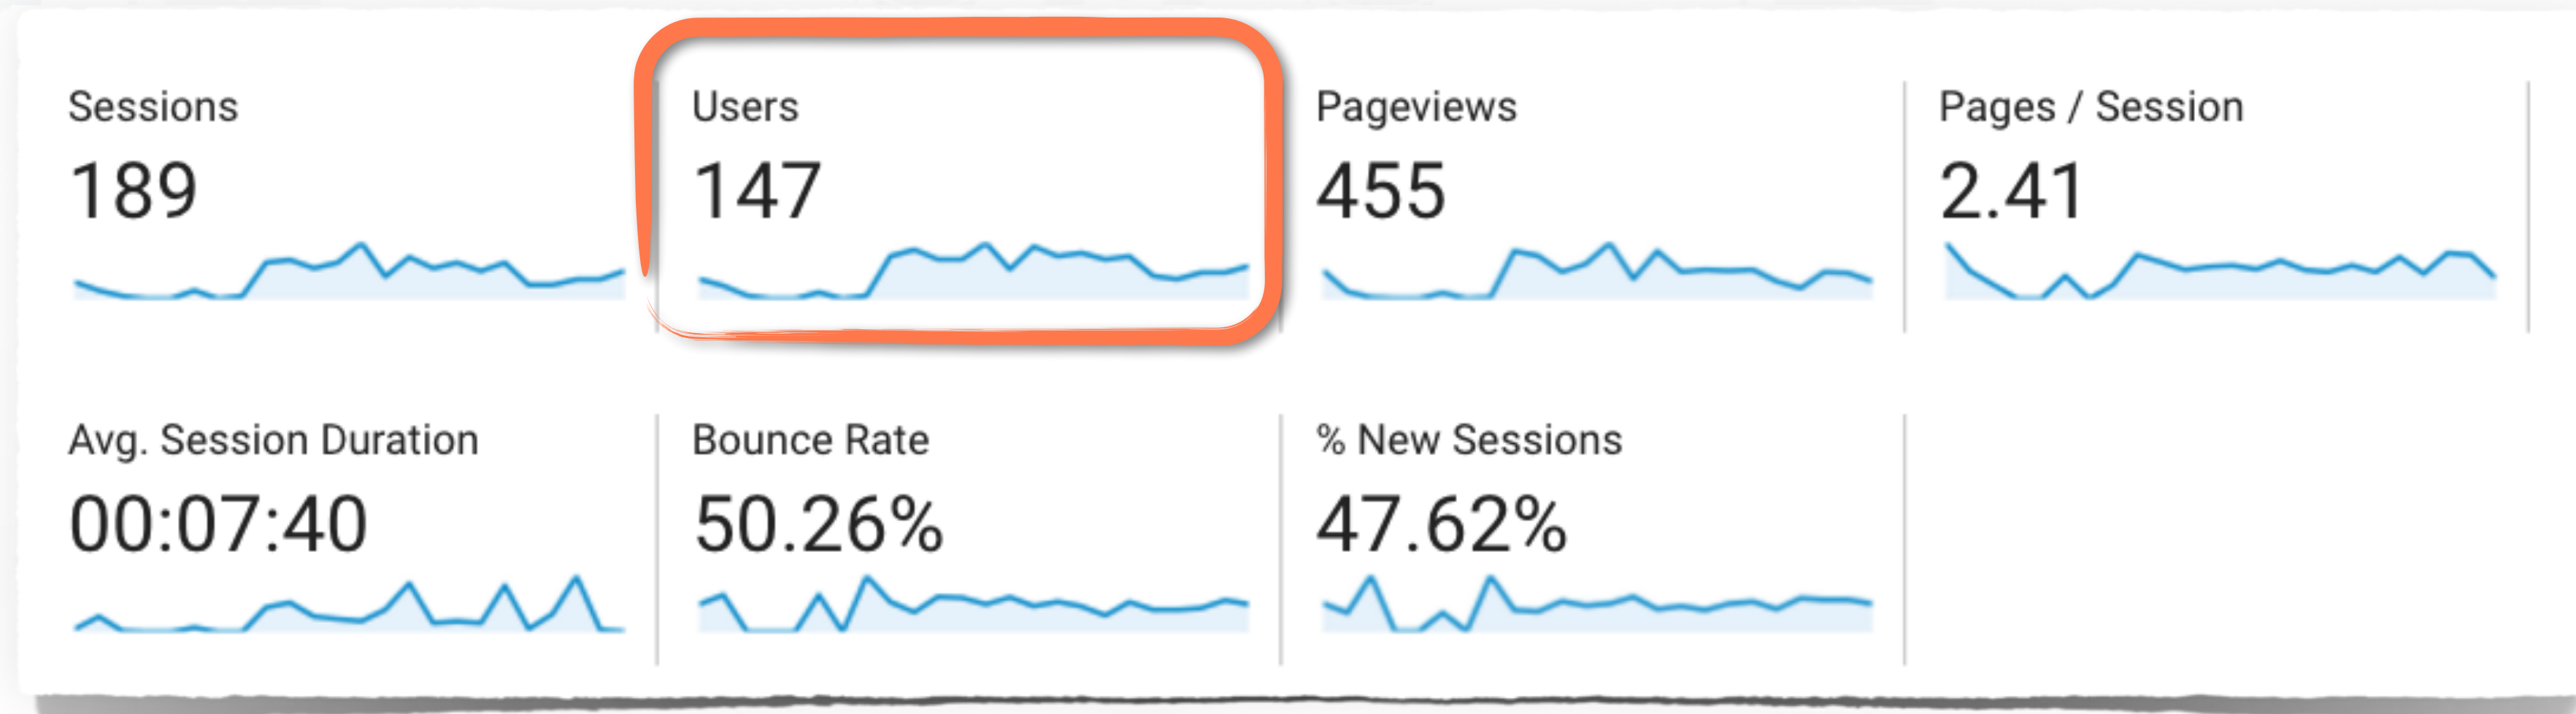 Sessions
189
Users
147
Pageviews
455
Pages / Session
2.41
Avg. Session Duration
00:07:40
Bounce Rate
50.26%
% New Sessions
47.62%